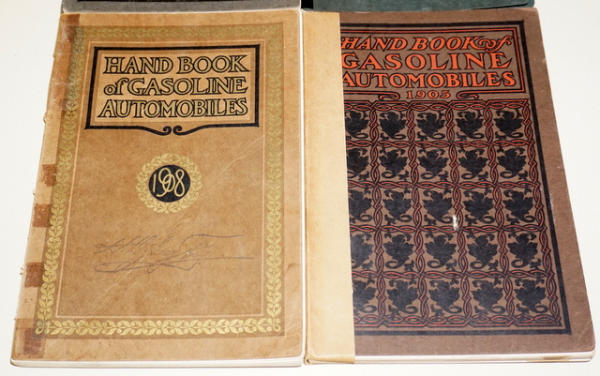 HAND BOOK
of GASOLINE
AUTOMOBILES
1908
HAND BOOK of
GASOLINE
AUTOMOBILES
1905